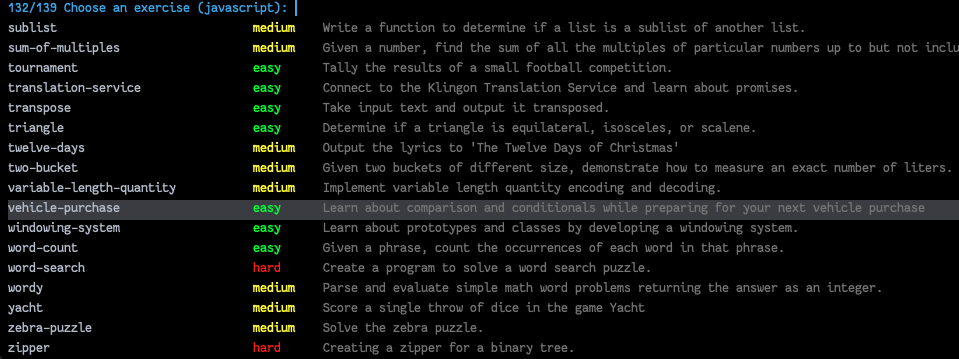 132/139 Choose an exercise (javascript):
sublist medium Write a function to determine if a list is a sublist of another list.
sum-of-multiples medium Given a number, find the sum of all the multiples of particular numbers up to but not inclu
tournament easy Tally the results of a small football competition.
translation-service easy Connect to the Klingon Translation Service and learn about promises.
transpose easy Take input text and output it transposed.
triangle easy Determine if a triangle is equilateral, isosceles, or scalene.
twelve-days medium Output the lyrics to 'The Twelve Days of Christmas'
two-bucket medium Given two buckets of different size, demonstrate how to measure an exact number of liters.
variable-length-quantity medium Implement variable length quantity encoding and decoding.
vehicle-purchase easy Learn about comparison and conditionals while preparing for your next vehicle purchase
windowing-system easy Learn about prototypes and classes by developing a windowing system.
word-count easy Given a phrase, count the occurrences of each word in that phrase.
word-search hard Create a program to solve a word search puzzle.
wordy medium Parse and evaluate simple math word problems returning the answer as an integer.
yacht medium Score a single throw of dice in the game Yacht
zebra-puzzle medium Solve the zebra puzzle.
zipper hard Creating a zipper for a binary tree.